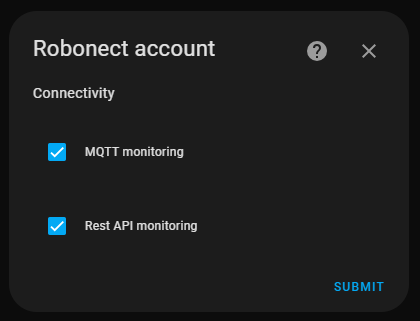 Robonect account
Connectivity
MQTT monitoring
Rest API monitoring
SUBMIT